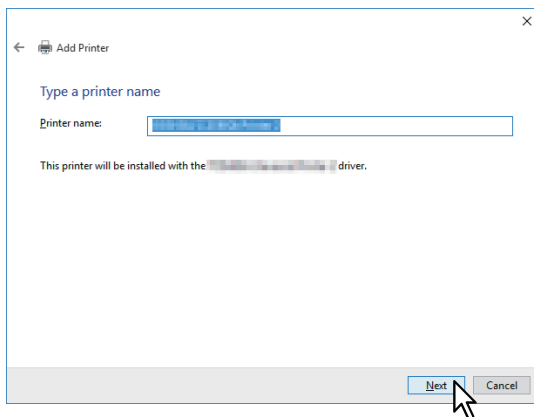 Add Printer
Type a printer name
Printer name:
This printer will be installed with the driver.
Next Cancel